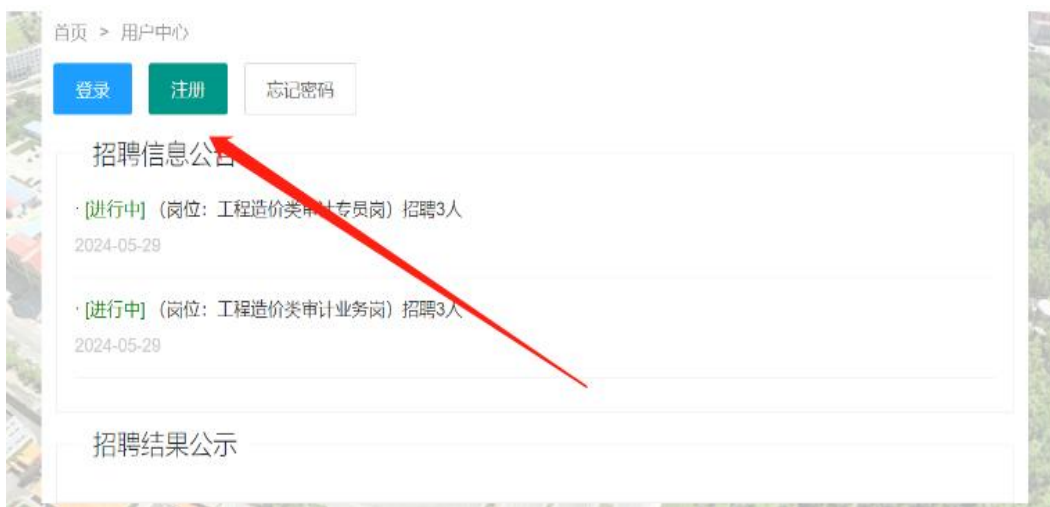 首页 > 用户中心
登录 注册 忘记密码
招聘信息公告
· [进行中] （岗位：工程造价类审计专员岗）招聘3人
2024-05-29
· [进行中] （岗位：工程造价类审计业务岗）招聘3人
2024-05-29
招聘结果公示